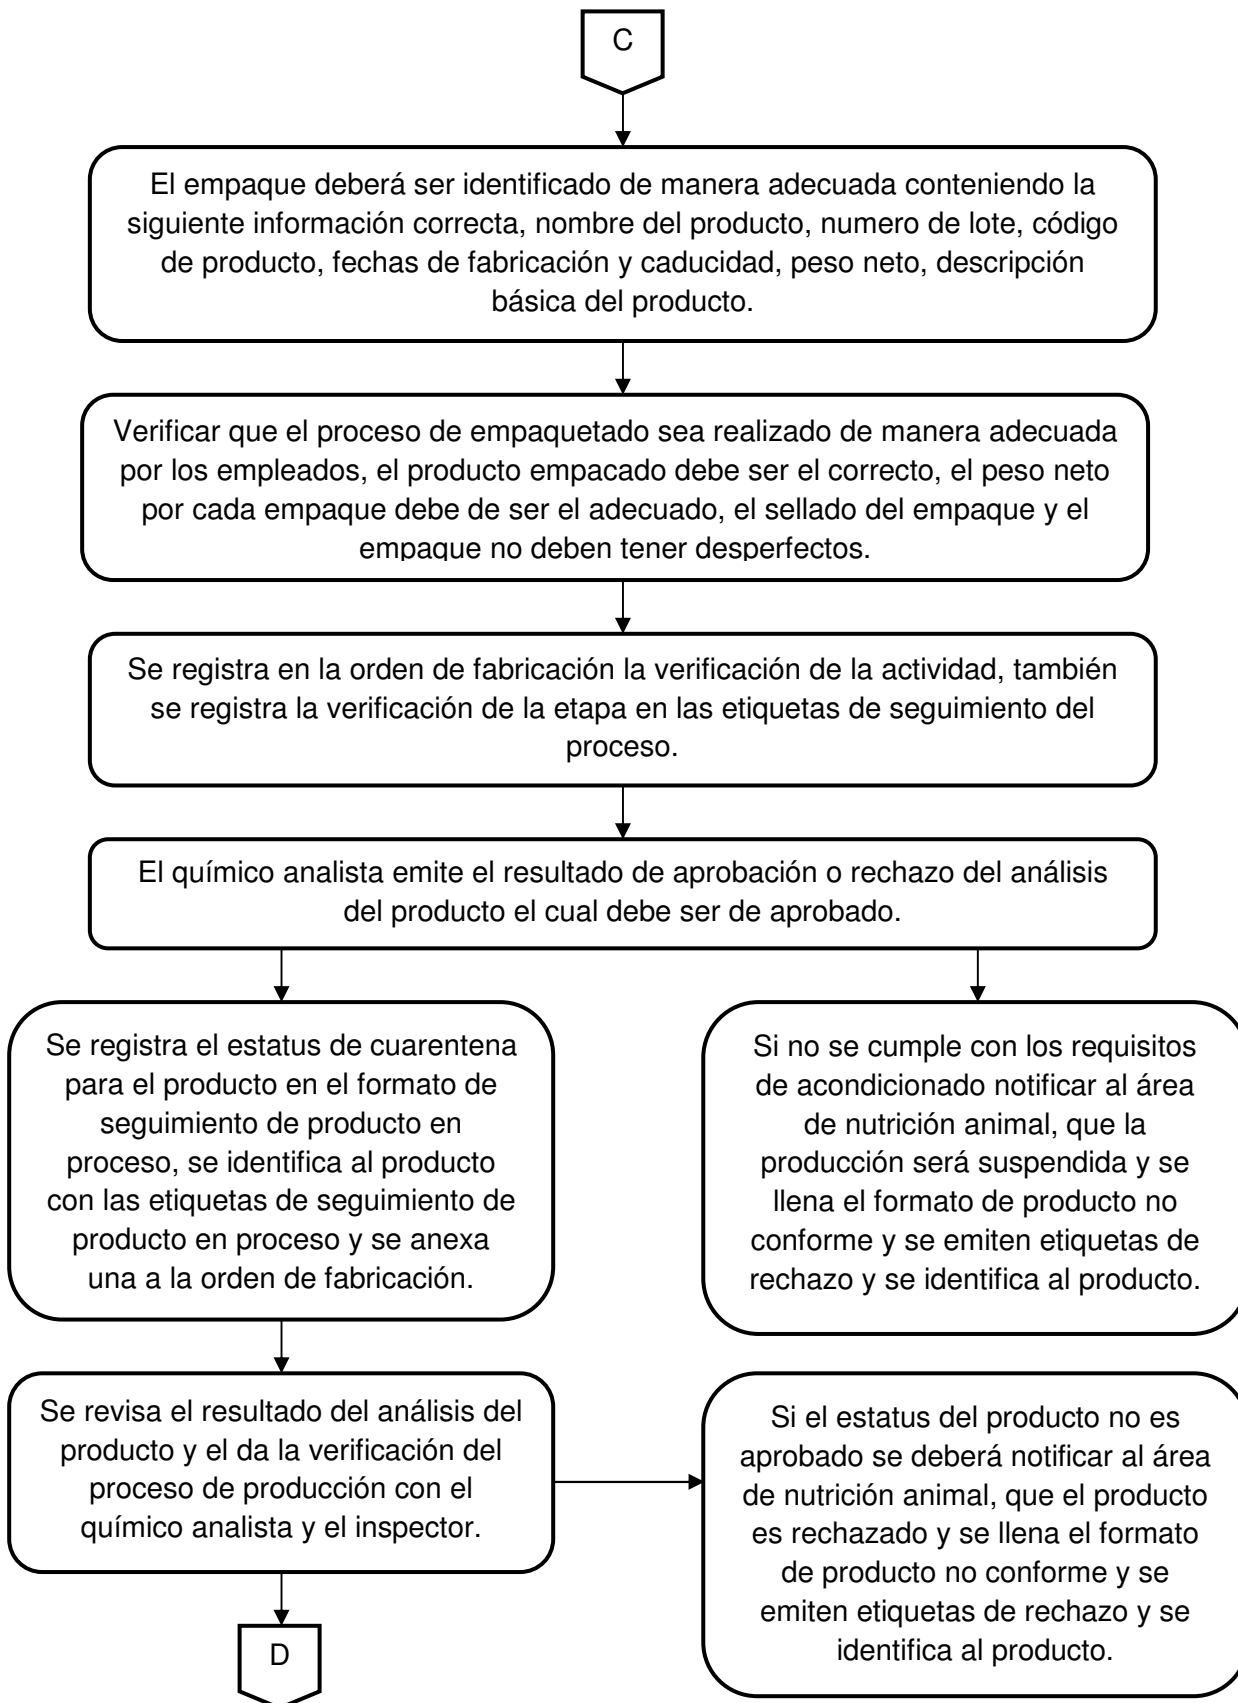 C
El empaque deberá ser identificado de manera adecuada conteniendo la
siguiente información correcta, nombre del producto, numero de lote, código
de producto, fechas de fabricación y caducidad, peso neto, descripción
básica del producto.
Verificar que el proceso de empaquetado sea realizado de manera adecuada
por los empleados, el producto empacado debe ser el correcto, el peso neto
por cada empaque debe de ser el adecuado, el sellado del empaque y el
empaque no deben tener desperfectos.
Se registra en la orden de fabricación la verificación de la actividad, también
se registra la verificación de la etapa en las etiquetas de seguimiento del
proceso.
El químico analista emite el resultado de aprobación o rechazo del análisis
del producto el cual debe ser de aprobado.
Se registra el estatus de cuarentena
para el producto en el formato de
seguimiento de producto en
proceso, se identifica al producto
con las etiquetas de seguimiento de
producto en proceso y se anexa
una a la orden de fabricación.
Si no se cumple con los requisitos
de acondicionado notificar al área
de nutrición animal, que la
producción será suspendida y se
llena el formato de producto no
conforme y se emiten etiquetas de
rechazo y se identifica al producto.
Se revisa el resultado del análisis del
producto y el da la verificación del
proceso de producción con el
químico analista y el inspector.
Si el estatus del producto no es
aprobado se deberá notificar al área
de nutrición animal, que el producto
es rechazado y se llena el formato
de producto no conforme y se
emiten etiquetas de rechazo y se
identifica al producto.
D